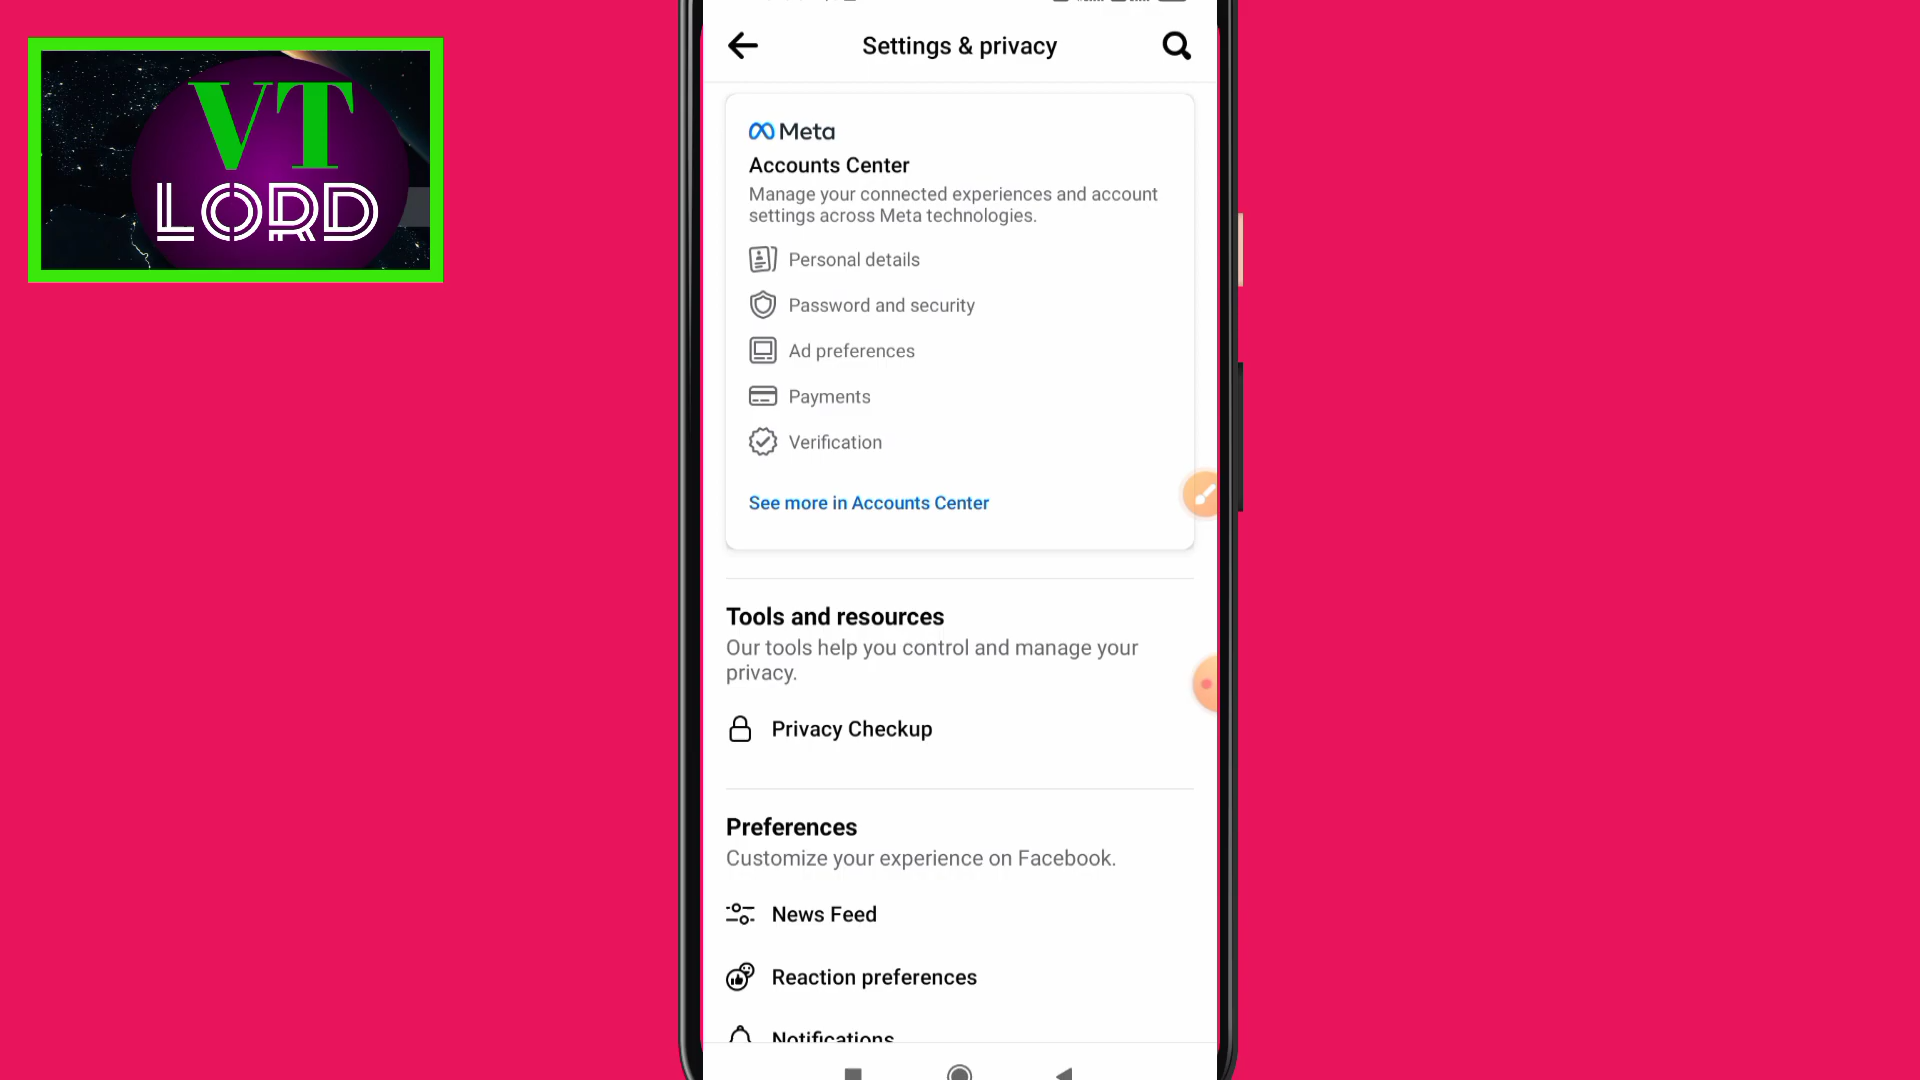 VT
LORD
Settings & privacy
Meta
Accounts Center
Manage your connected experiences and account
settings across Meta technologies.
Personal details
Password and security
Ad preferences
Payments
Verification
See more in Accounts Center
Tools and resources
Our tools help you control and manage your
privacy.
Privacy Checkup
Preferences
Customize your experience on Facebook.
News Feed
Reaction preferences
Notifications